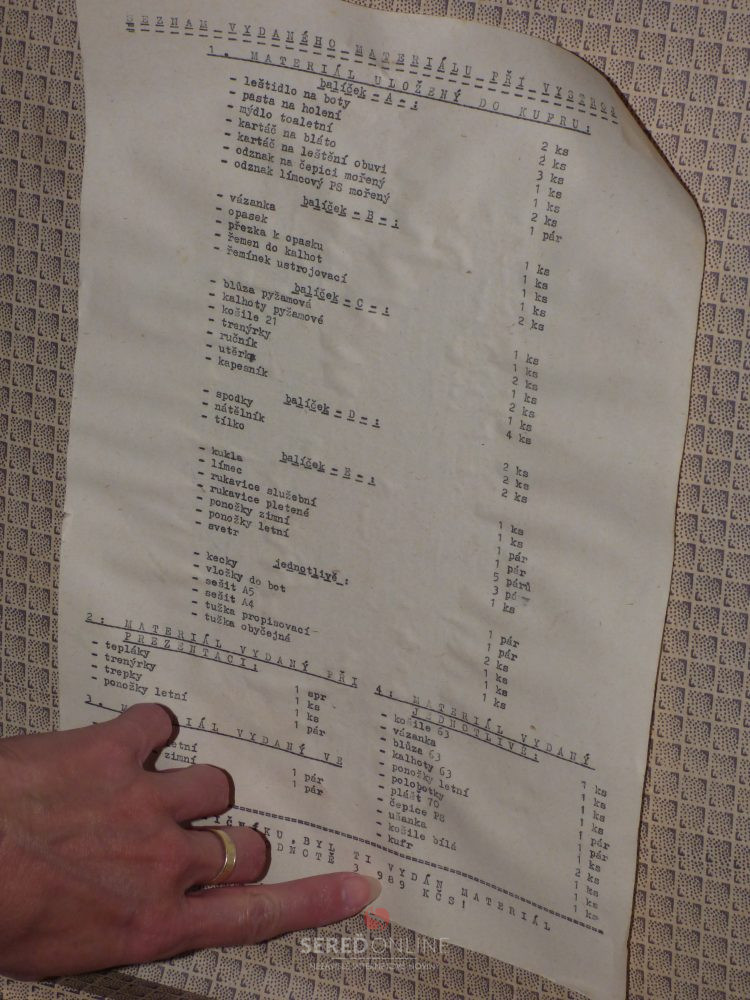 SEZNAM VYDANÉHO MATERIÁLU PŘÍ VÝSTROJ
1. MATERIÁL ULOŽENÝ DO KUFRU:
balíček - A - :
- leštidlo na boty 2 ks
- pasta na holení 2 ks
- mýdlo toaletní 3 ks
- kartáč na bláto 1 ks
- kartáč na leštění obuvi 1 ks
- odznak na čepici mořený 2 ks
- odznak límcový PS mořený 1 pár
balíček - B - :
- vázanka 1 ks
- opasek 1 ks
- přezka k opasku 1 ks
- řemen do kalhot 1 ks
- řemínek ustrojovací 2 ks
balíček - C - :
- blůza pyžamová 1 ks
- kalhoty pyžamové 1 ks
- košile 21 2 ks
- trenýrky 1 ks
- ručník 2 ks
- utěrka 1 ks
- kapesník 4 ks
balíček - D - :
- spodky 2 ks
- nátělník 2 ks
- tílko 2 ks
balíček - E - :
- kukla 1 ks
- límec 1 ks
- rukavice služební 1 pár
- rukavice pletené 1 pár
- ponožky zimní 5 párů
- ponožky letní 3 pá
- svetr 1 ks
jednotlivě :
- kecky 1 pár
- vložky do bot 1 pár
- sešit A5 2 ks
- sešit A4 1 ks
- tužka propisovací 1 ks
- tužka obyčejná 1 ks
2. MATERIÁL VYDANÝ PŘI
PREZENTACI:
- tepláky 1 spr
- trenýrky 1 ks
- trepky 1 ks
- ponožky letní 1 pár
3. MATERIÁL VYDANÝ VE
letní 1 pár
zimní 1 pár
4. MATERIÁL VYDANÝ
JEDNOTLIVĚ:
- košile 63 1 ks
- vázanka 1 ks
- blůza 63 1 ks
- kalhoty 63 1 ks
- ponožky letní 1 pár
- polobotky 1 pár
- plášť 70 1 ks
- čepice PS 2 ks
- ušanka 1 ks
- košile bílá 1 ks
- kufr 1 ks
NÍKU, BYL TI VYDÁN MATERIÁL
DNOTĚ 3 989 KČS!
SEREĎONLINE